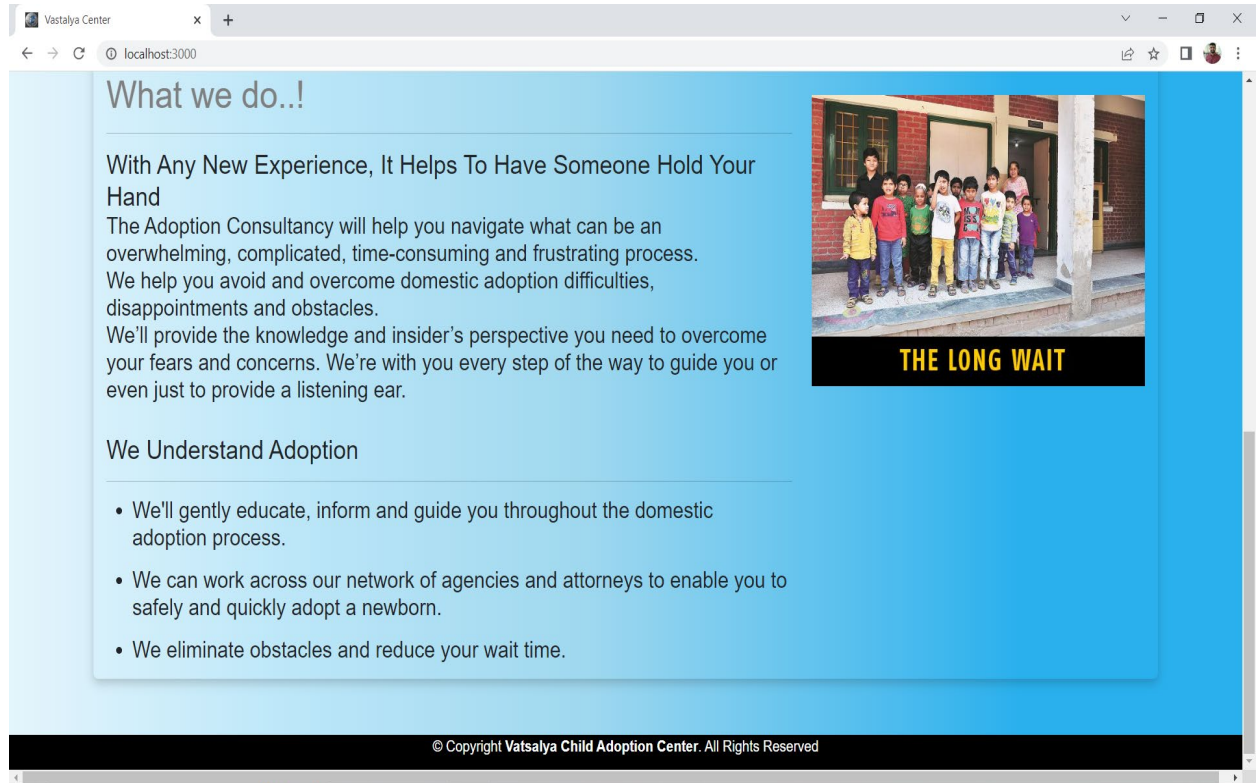 Vastalya Center
localhost:3000
What we do..!
With Any New Experience, It Helps To Have Someone Hold Your
Hand
The Adoption Consultancy will help you navigate what can be an
overwhelming, complicated, time-consuming and frustrating process.
We help you avoid and overcome domestic adoption difficulties,
disappointments and obstacles.
We’ll provide the knowledge and insider’s perspective you need to overcome
your fears and concerns. We’re with you every step of the way to guide you or
even just to provide a listening ear.
THE LONG WAIT
We Understand Adoption
• We'll gently educate, inform and guide you throughout the domestic
adoption process.
• We can work across our network of agencies and attorneys to enable you to
safely and quickly adopt a newborn.
• We eliminate obstacles and reduce your wait time.
© Copyright Vatsalya Child Adoption Center. All Rights Reserved